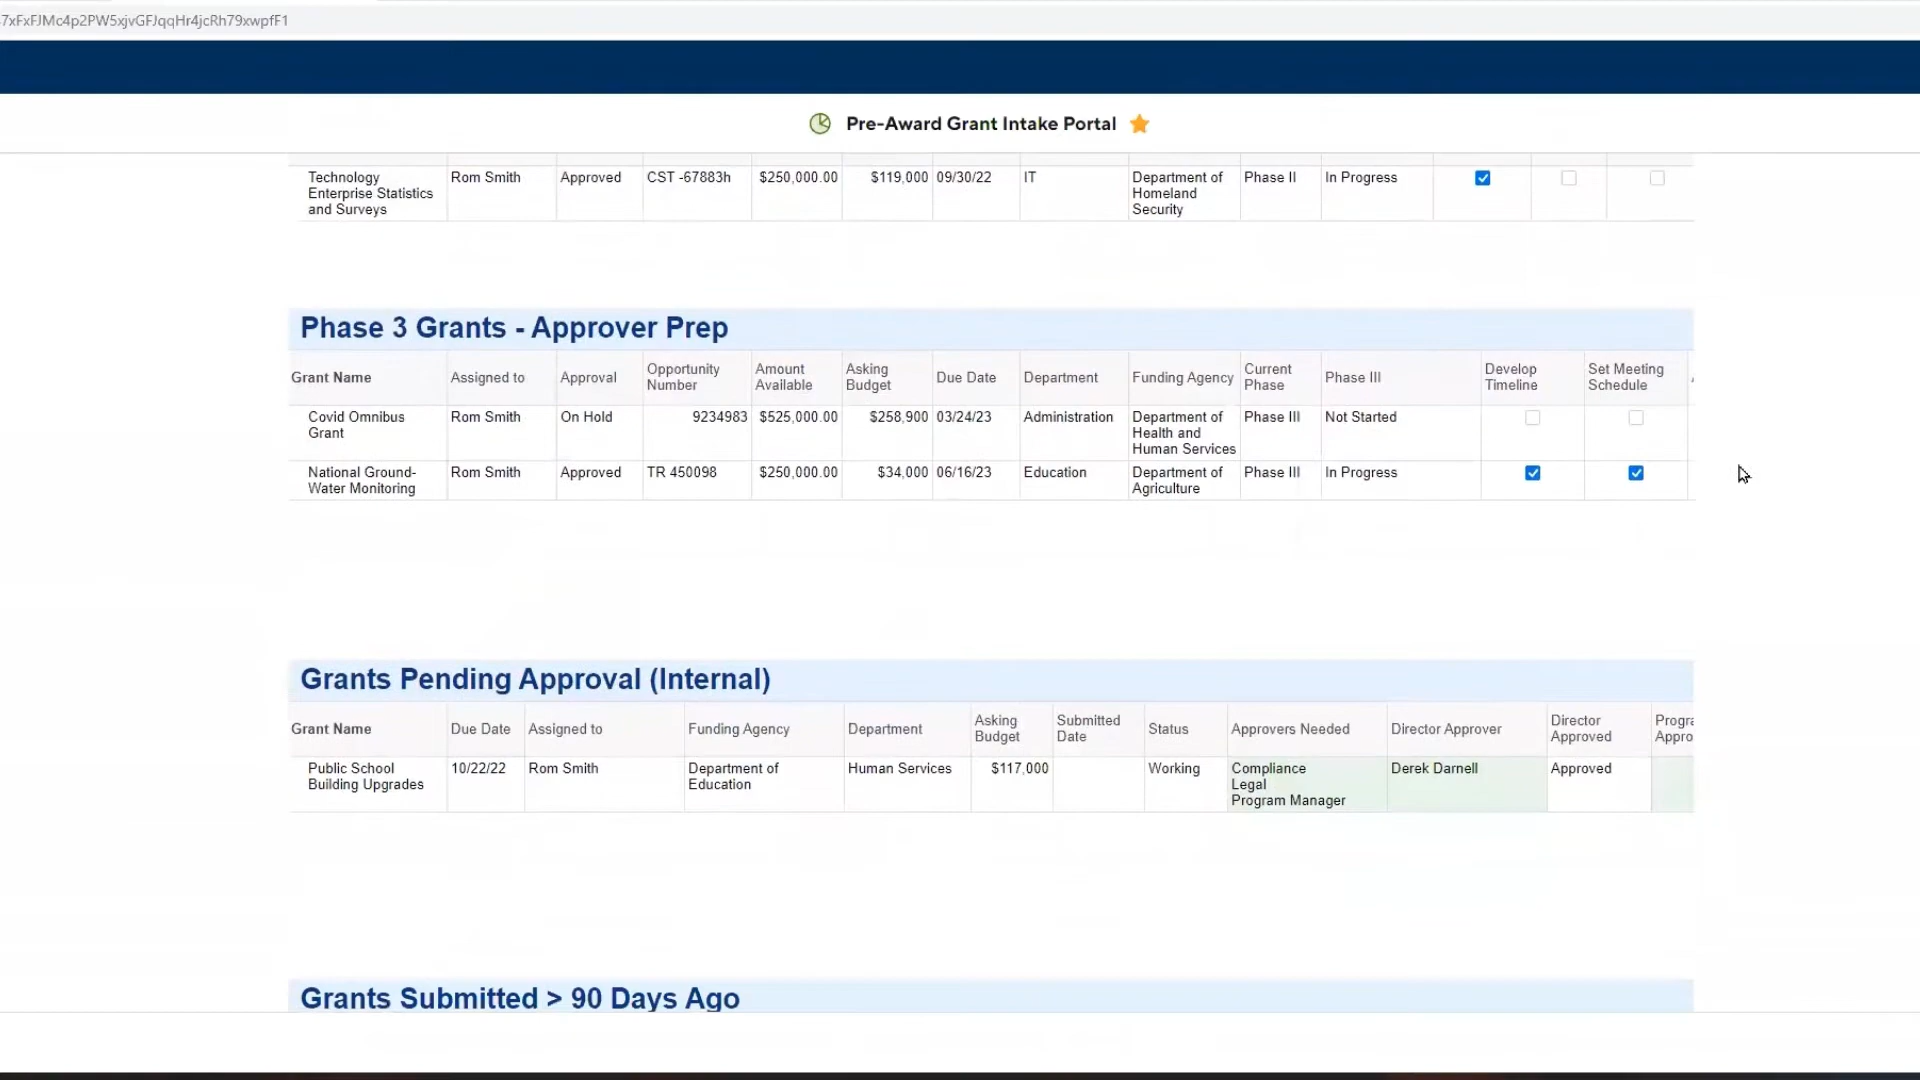 7xFxFJMc4p2PW5xjvGFJqqHr4jcRh79xwpfF1
Pre-Award Grant Intake Portal
Technology Enterprise Statistics and Surveys Rom Smith Approved CST -67883h $250,000.00 $119,000 09/30/22 IT Department of Homeland Security Phase II In Progress
Phase 3 Grants - Approver Prep
Grant Name Assigned to Approval Opportunity Number Amount Available Asking Budget Due Date Department Funding Agency Current Phase Phase III Develop Timeline Set Meeting Schedule
Covid Omnibus Grant Rom Smith On Hold 9234983 $525,000.00 $258,900 03/24/23 Administration Department of Health and Human Services Phase III Not Started
National Ground-Water Monitoring Rom Smith Approved TR 450098 $250,000.00 $34,000 06/16/23 Education Department of Agriculture Phase III In Progress
Grants Pending Approval (Internal)
Grant Name Due Date Assigned to Funding Agency Department Asking Budget Submitted Date Status Approvers Needed Director Approver Director Approved Progra Appro
Public School Building Upgrades 10/22/22 Rom Smith Department of Education Human Services $117,000 Working Compliance Legal Program Manager Derek Darnell Approved
Grants Submitted > 90 Days Ago